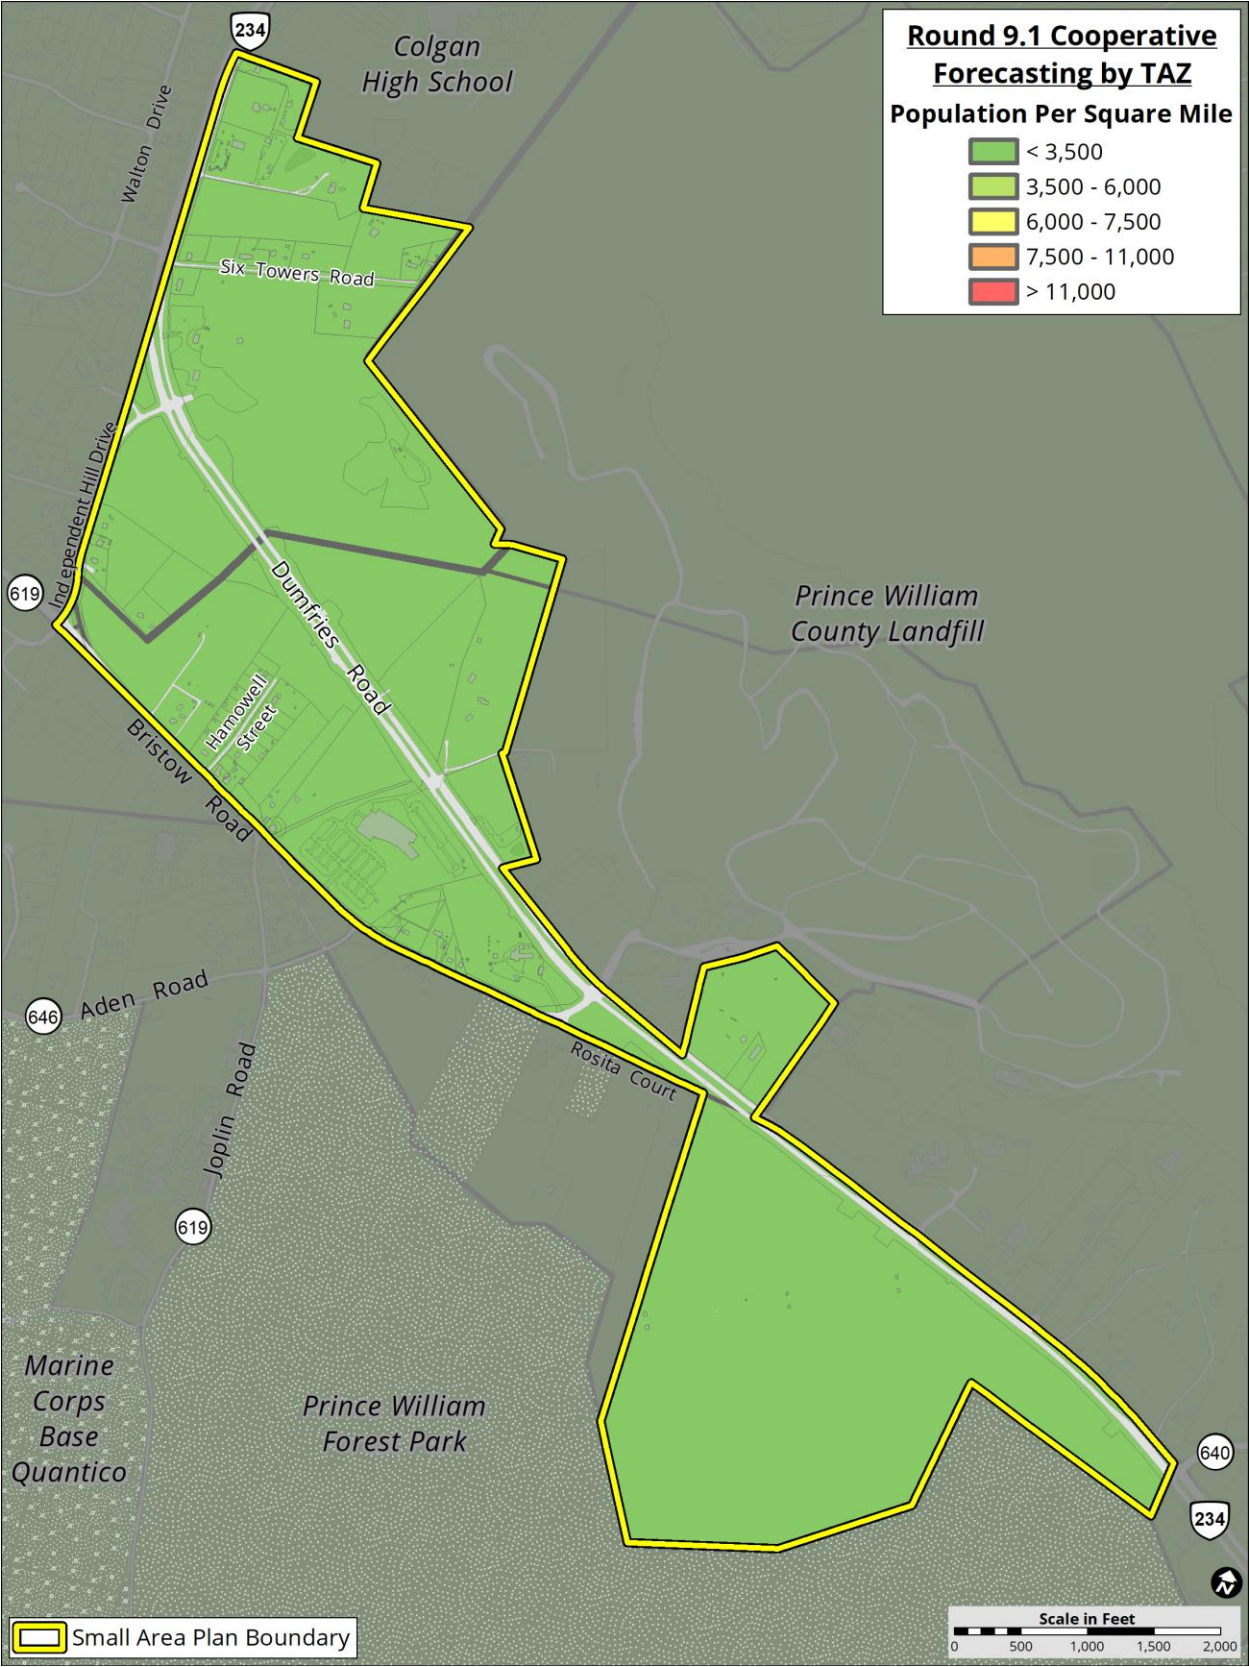 234
Colgan
High School
Round 9.1 Cooperative
Forecasting by TAZ
Population Per Square Mile
< 3,500
3,500 - 6,000
6,000 - 7,500
7,500 - 11,000
> 11,000
Walton Drive
Six Towers Road
Independent Hill Drive
619
Dumfries Road
Prince William
County Landfill
Hamowell
Street
Bristow Road
Aden Road
646
Rosita Court
Joplin Road
619
Marine
Corps
Base
Quantico
Prince William
Forest Park
640
234
N
Small Area Plan Boundary
Scale in Feet
0 500 1,000 1,500 2,000